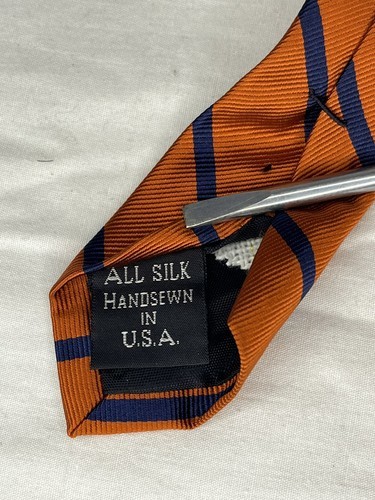 ALL SILK
HANDSEWN
IN
U.S.A.